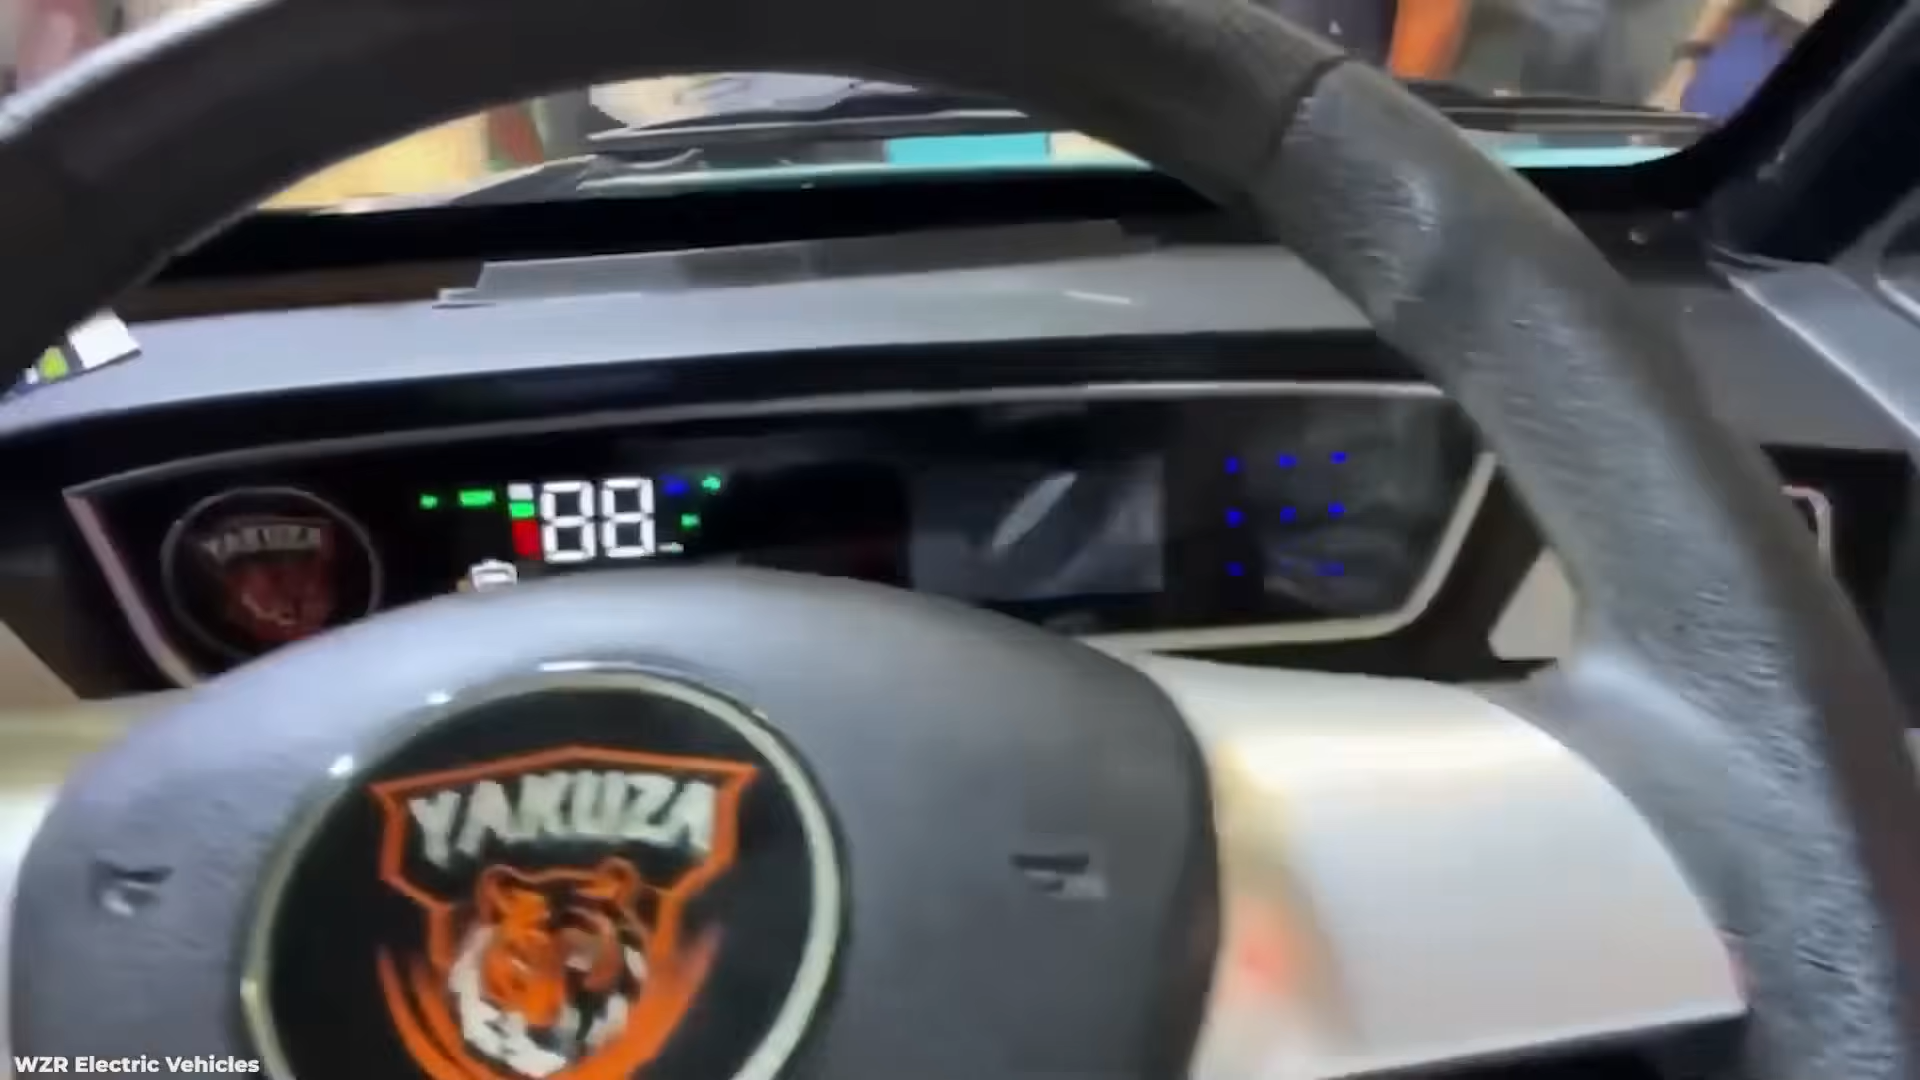 YAKUZA
88
YAKUZA
WZR Electric Vehicles